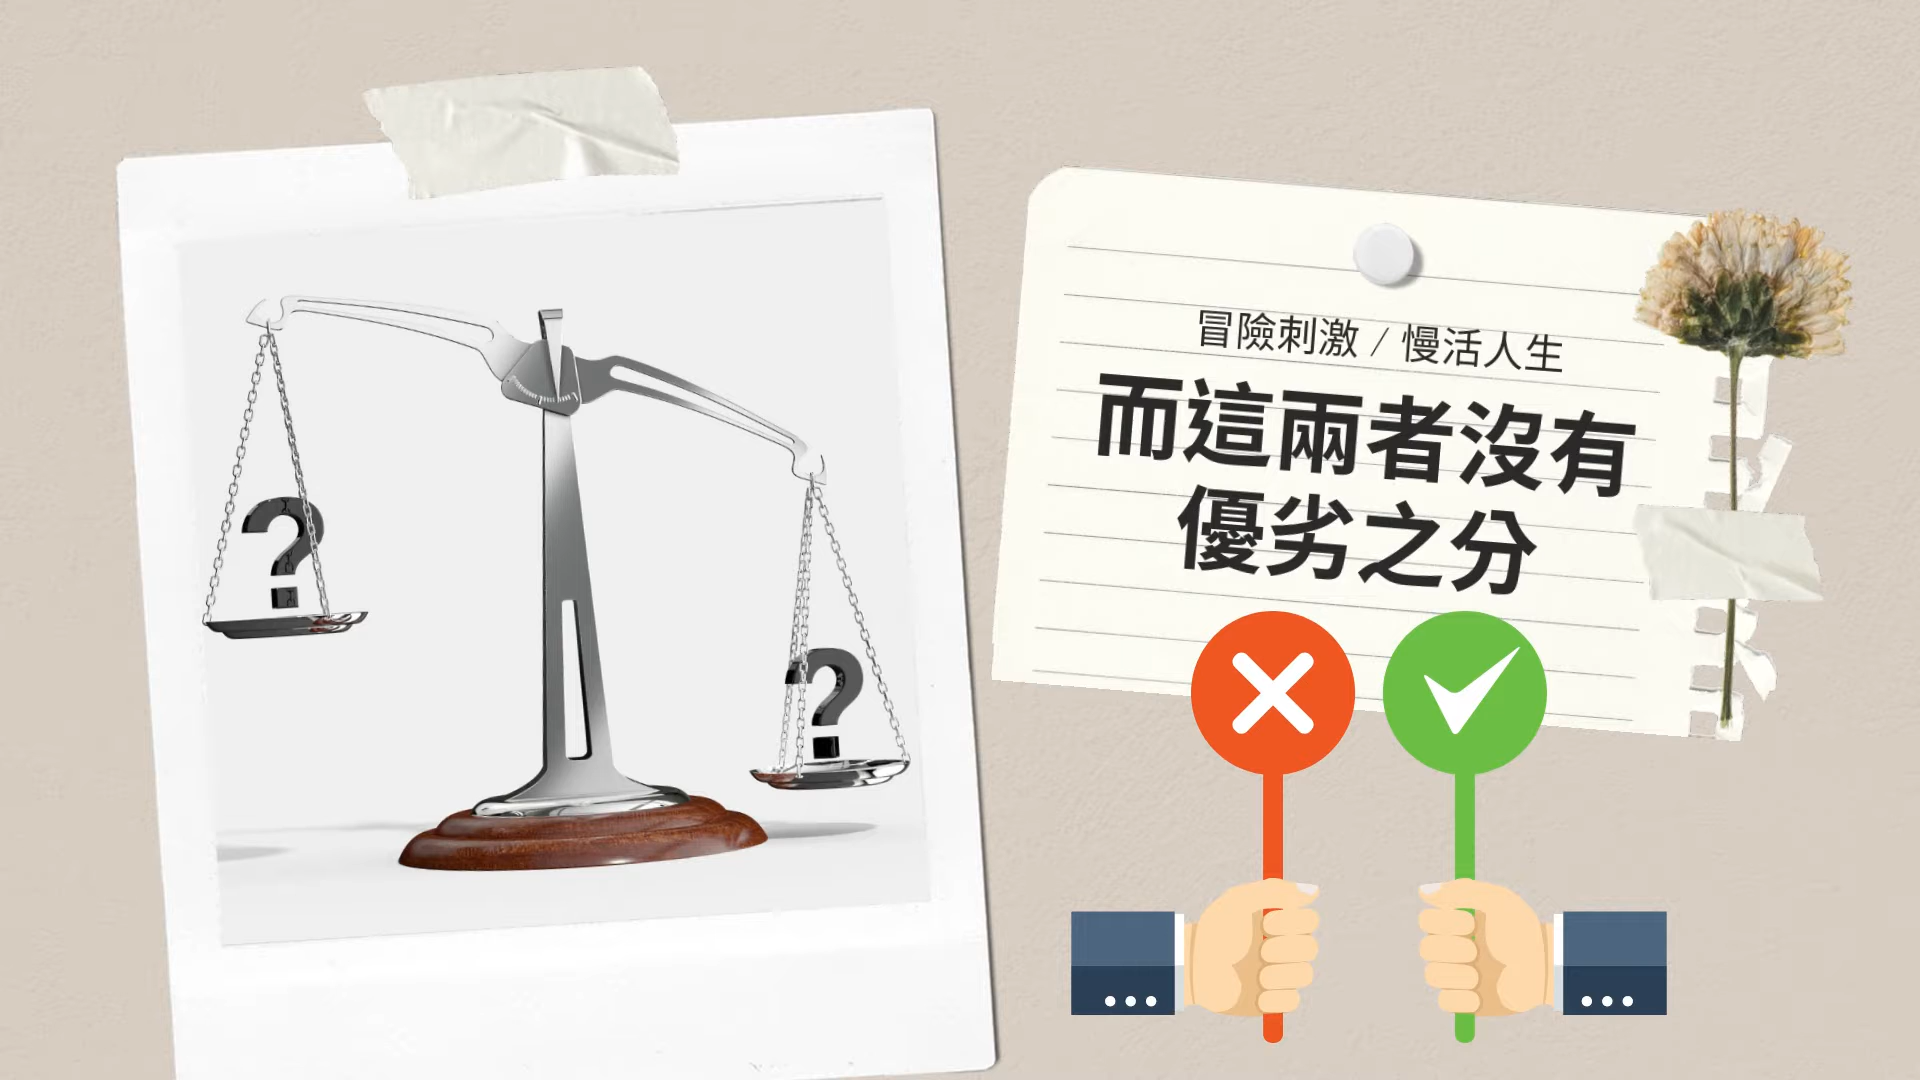 冒險刺激 / 慢活人生
而這兩者沒有
優劣之分
?
?